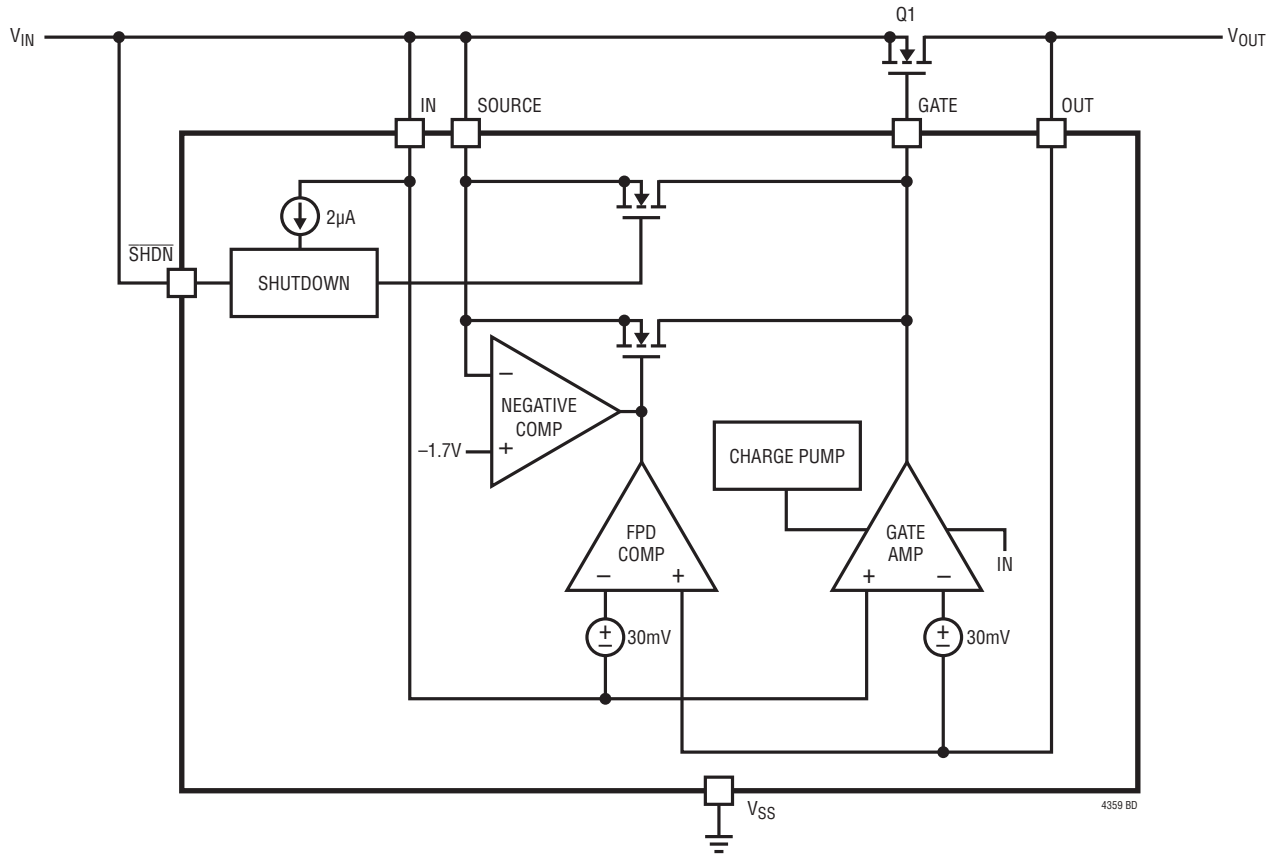 Q1
VIN
VOUT
IN
SOURCE
GATE
OUT
2µA
SHDN
SHUTDOWN
−
NEGATIVE
COMP
−1.7V
+
CHARGE PUMP
FPD
COMP
− +
GATE
AMP
+ −
IN
+
−
30mV
+
−
30mV
VSS
4359 BD